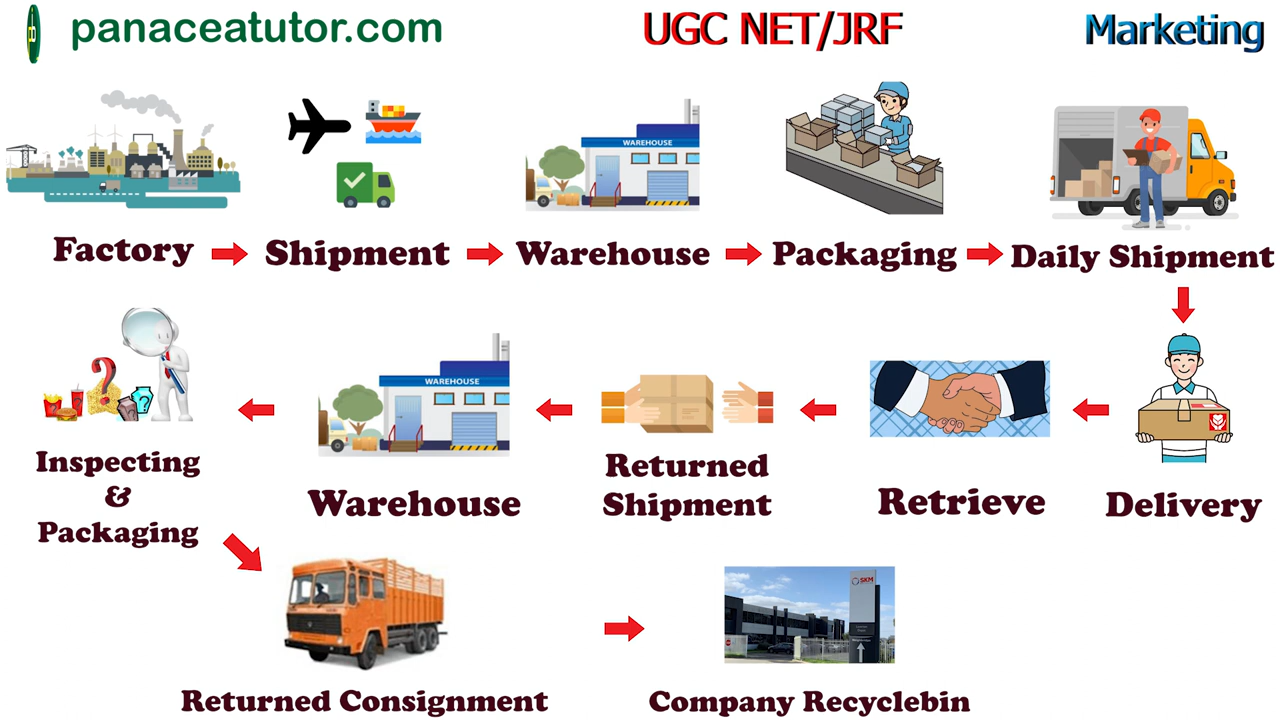 panaceatutor.com
UGC NET/JRF
Marketing
WAREHOUSE
Factory
Shipment
Warehouse
Packaging
Daily Shipment
WAREHOUSE
Inspecting
&
Packaging
Warehouse
Returned
Shipment
Retrieve
Delivery
SKM
Returned Consignment
Company Recyclebin